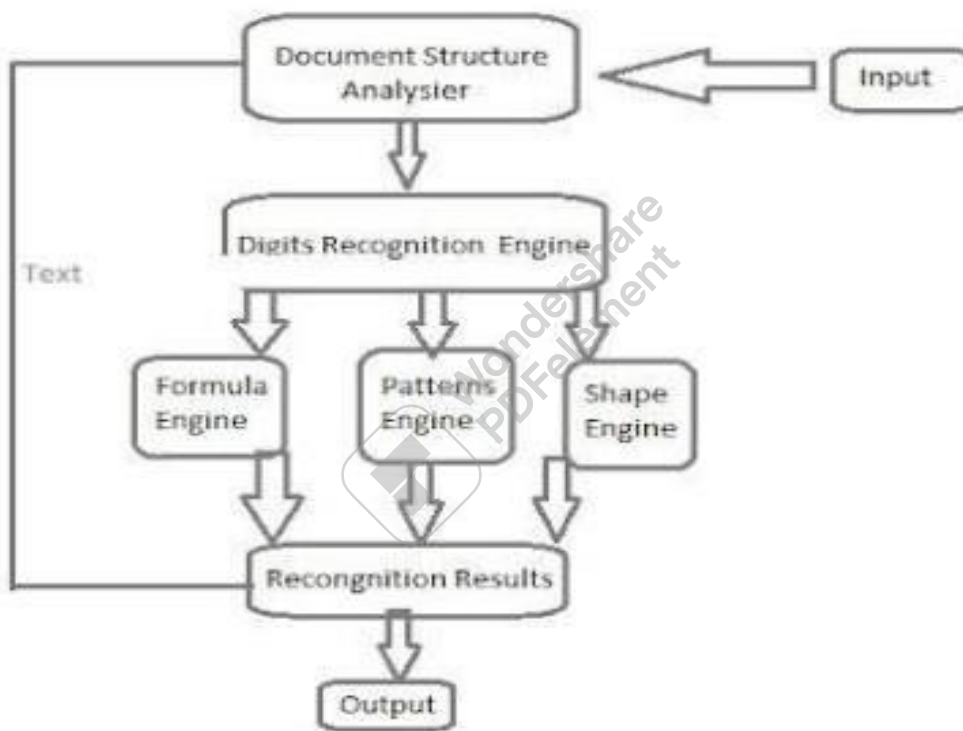 Document Structure
Analysier
Input
Digits Recognition Engine
Text
Formula
Engine
Patterns
Engine
Shape
Engine
Recongnition Results
Output
Wondershare
PDFelement